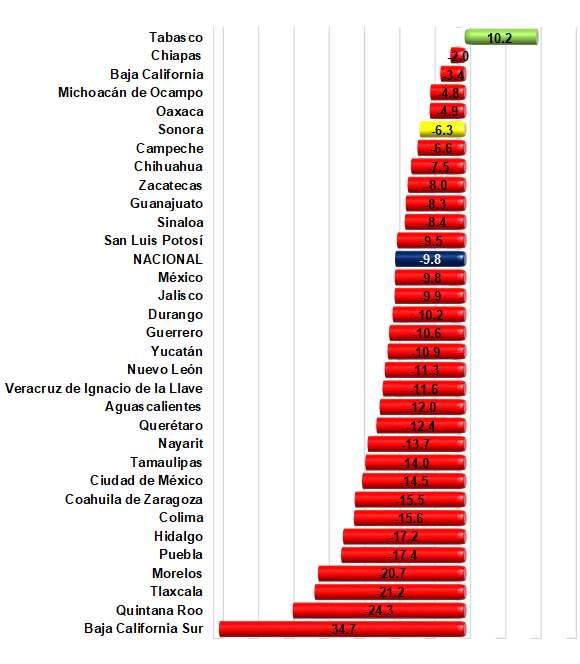 Tabasco 10.2
Chiapas -2.0
Baja California -3.4
Michoacán de Ocampo -4.8
Oaxaca -4.9
Sonora -6.3
Campeche -6.6
Chihuahua -7.5
Zacatecas -8.0
Guanajuato -8.3
Sinaloa -8.4
San Luis Potosí -9.5
NACIONAL -9.8
México -9.8
Jalisco -9.9
Durango -10.2
Guerrero -10.6
Yucatán -10.9
Nuevo León -11.3
Veracruz de Ignacio de la Llave -11.6
Aguascalientes -12.0
Querétaro -12.4
Nayarit -13.7
Tamaulipas -14.0
Ciudad de México -14.5
Coahuila de Zaragoza -15.5
Colima -15.6
Hidalgo -17.2
Puebla -17.4
Morelos -20.7
Tlaxcala -21.2
Quintana Roo -24.3
Baja California Sur -34.7